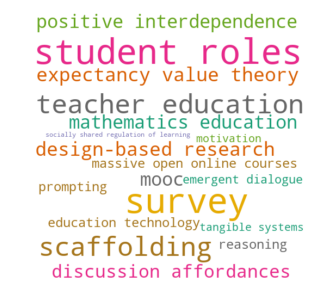 positive interdependence
student roles
expectancy value theory
teacher education
mathematics education
socially shared regulation of learning
motivation
design-based research
massive open online courses
mooc
emergent dialogue
prompting
survey
education technology
tangible systems
scaffolding
reasoning
discussion affordances